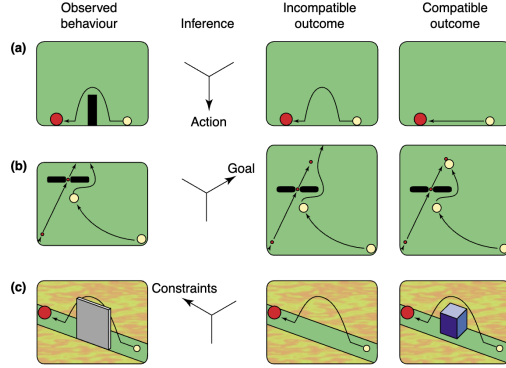 Observed
behaviour
Inference
Incompatible
outcome
Compatible
outcome
(a)
Action
(b)
Goal
(c)
Constraints